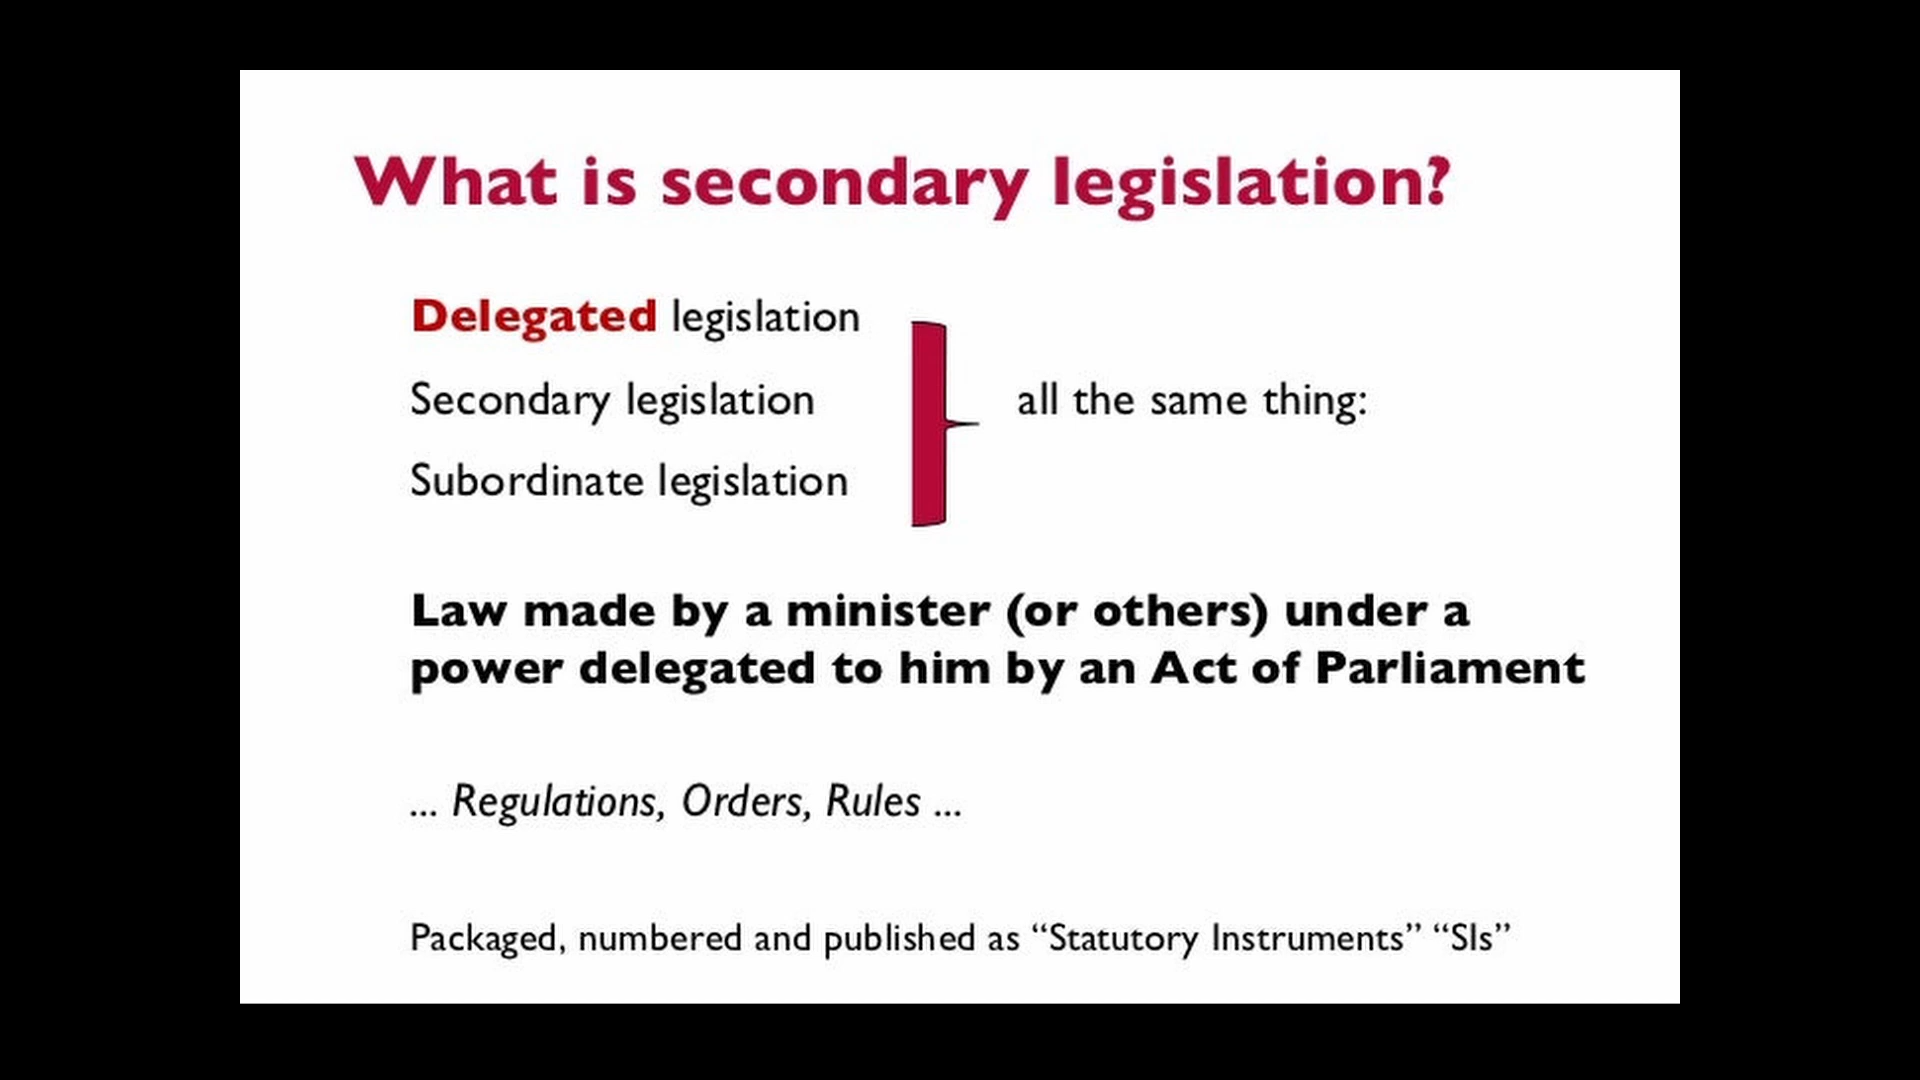 What is secondary legislation?
Delegated legislation
Secondary legislation
all the same thing:
Subordinate legislation
Law made by a minister (or others) under a
power delegated to him by an Act of Parliament
... Regulations, Orders, Rules ...
Packaged, numbered and published as “Statutory Instruments” “SIs”